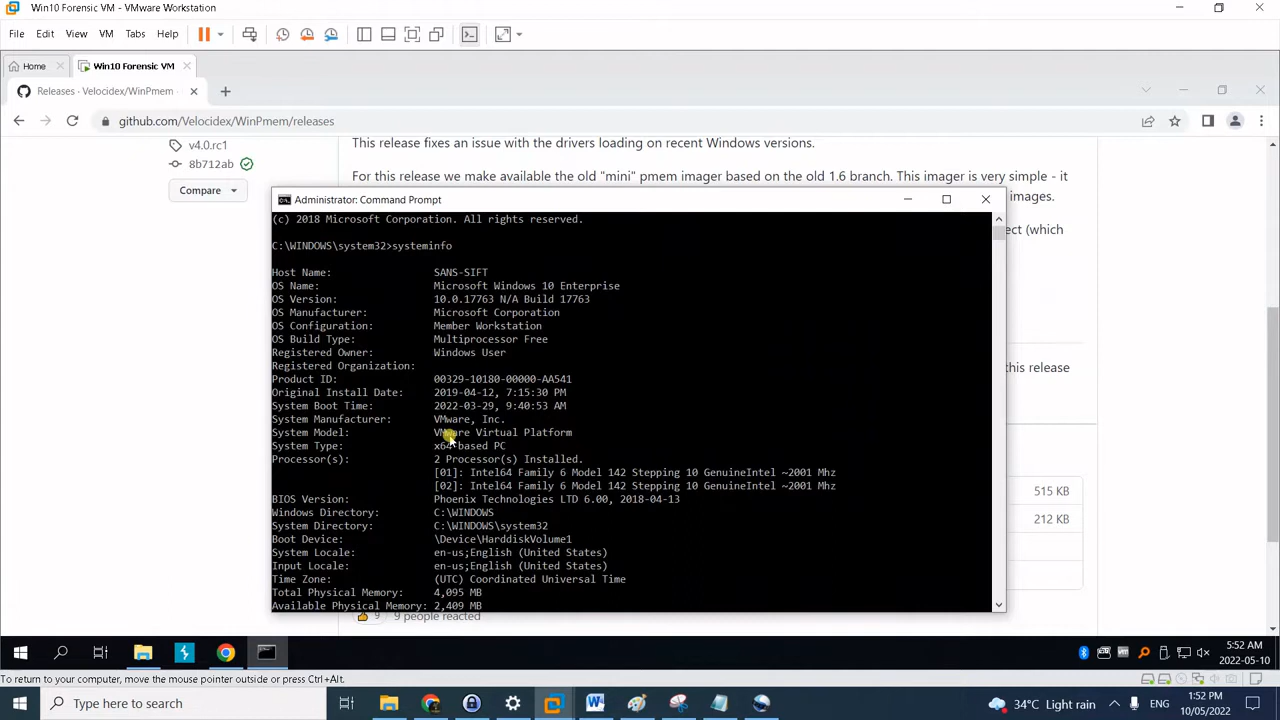 Win10 Forensic VM - VMware Workstation
File Edit View VM Tabs Help
Home Win10 Forensic VM
Releases · Velocidex/WinPmem
github.com/Velocidex/WinPmem/releases
v4.0.rc1
This release fixes an issue with the drivers loading on recent Windows versions.
8b712ab
For this release we make available the old "mini" pmem imager based on the old 1.6 branch. This imager is very simple - it
Compare
images.
Administrator: Command Prompt
(c) 2018 Microsoft Corporation. All rights reserved.
ect (which
C:\WINDOWS\system32>systeminfo
Host Name: SANS-SIFT
OS Name: Microsoft Windows 10 Enterprise
OS Version: 10.0.17763 N/A Build 17763
OS Manufacturer: Microsoft Corporation
OS Configuration: Member Workstation
OS Build Type: Multiprocessor Free
Registered Owner: Windows User
Registered Organization:
this release
Product ID: 00329-10180-00000-AA541
Original Install Date: 2019-04-12, 7:15:30 PM
System Boot Time: 2022-03-29, 9:40:53 AM
System Manufacturer: VMware, Inc.
System Model: VMware Virtual Platform
System Type: x64-based PC
Processor(s): 2 Processor(s) Installed.
[01]: Intel64 Family 6 Model 142 Stepping 10 GenuineIntel ~2001 Mhz
[02]: Intel64 Family 6 Model 142 Stepping 10 GenuineIntel ~2001 Mhz
515 KB
BIOS Version: Phoenix Technologies LTD 6.00, 2018-04-13
Windows Directory: C:\WINDOWS
212 KB
System Directory: C:\WINDOWS\system32
Boot Device: \Device\HarddiskVolume1
System Locale: en-us;English (United States)
Input Locale: en-us;English (United States)
Time Zone: (UTC) Coordinated Universal Time
Total Physical Memory: 4,095 MB
Available Physical Memory: 2,409 MB
9 9 people reacted
5:52 AM
2022-05-10
To return to your computer, move the mouse pointer outside or press Ctrl+Alt.
Type here to search
34°C Light rain
ENG
1:52 PM
10/05/2022